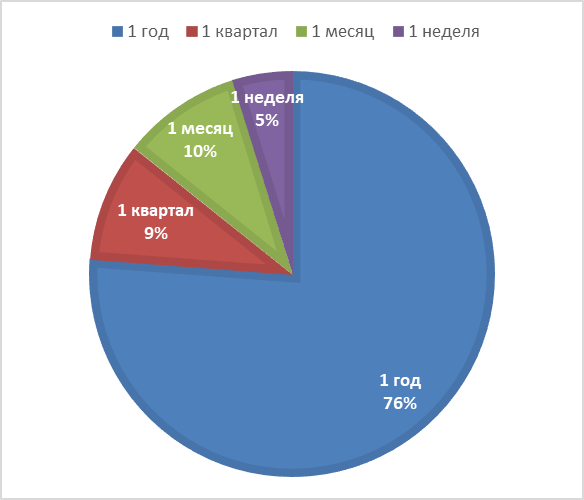 1 год 1 квартал 1 месяц 1 неделя
1 неделя
5%
1 месяц
10%
1 квартал
9%
1 год
76%